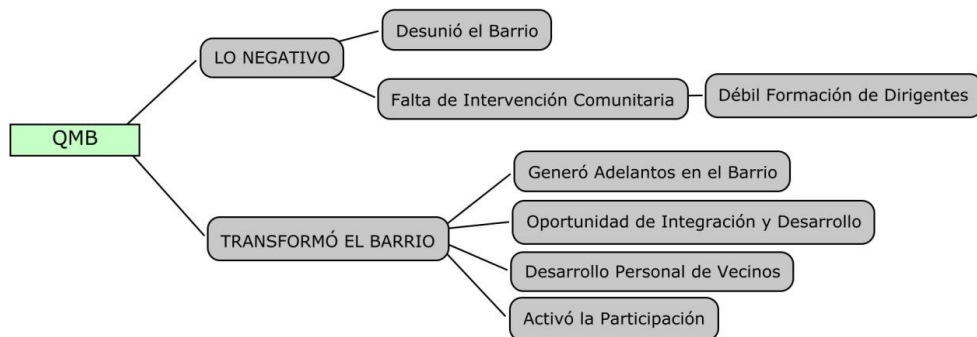 QMB
LO NEGATIVO
Desunió el Barrio
Falta de Intervención Comunitaria
Débil Formación de Dirigentes
TRANSFORMÓ EL BARRIO
Generó Adelantos en el Barrio
Oportunidad de Integración y Desarrollo
Desarrollo Personal de Vecinos
Activó la Participación